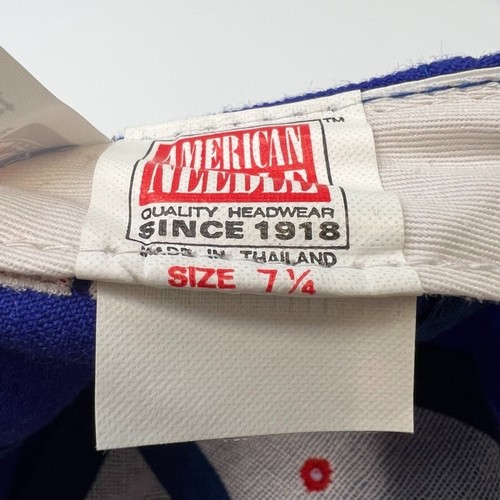 AMERICAN
NEEDLE
™
QUALITY HEADWEAR
SINCE 1918
MADE IN THAILAND
SIZE 7 ¼